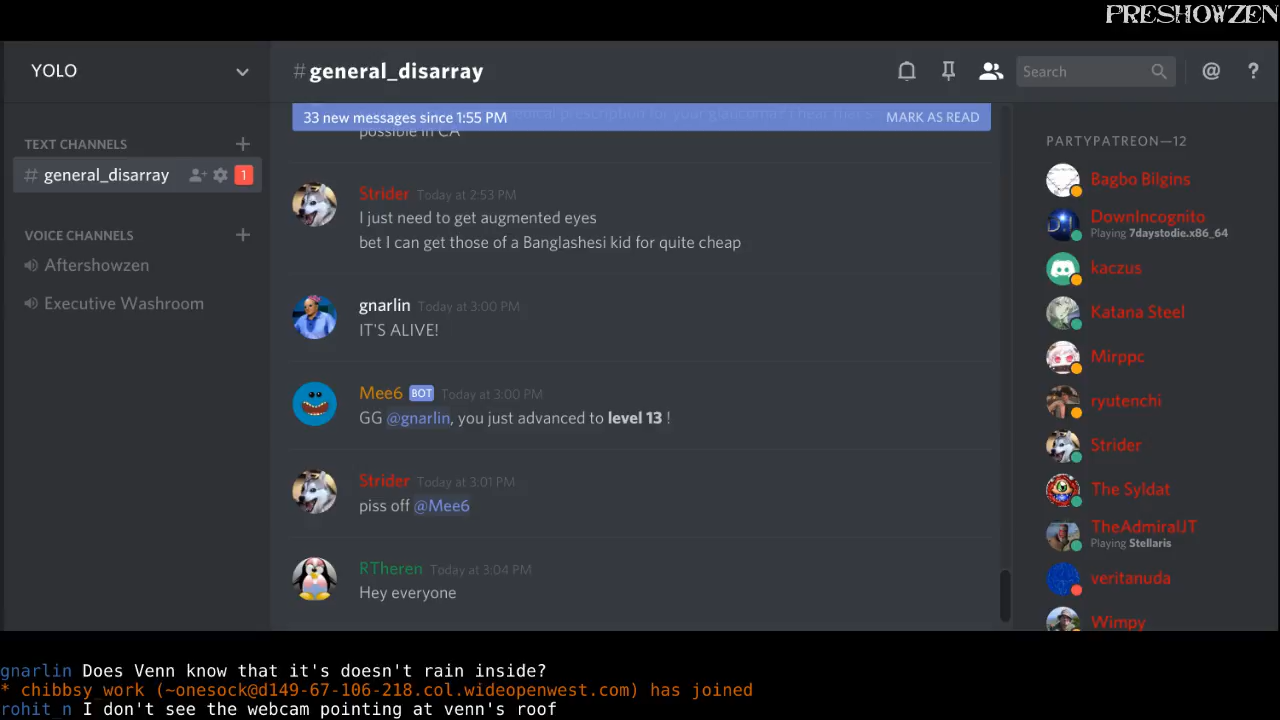 PRESHOWZEN
YOLO
# general_disarray
Search
@ ?
33 new messages since 1:55 PM
MARK AS READ
possible in CA
TEXT CHANNELS +
# general_disarray
1
VOICE CHANNELS +
Aftershowzen
Executive Washroom
Strider Today at 2:53 PM
I just need to get augmented eyes
bet I can get those of a Banglashesi kid for quite cheap
gnarlin Today at 3:00 PM
IT'S ALIVE!
Mee6 BOT Today at 3:00 PM
GG @gnarlin, you just advanced to level 13 !
Strider Today at 3:01 PM
piss off @Mee6
RTheren Today at 3:04 PM
Hey everyone
PARTYPATREON—12
Bagbo Bilgins
DownIncognito
Playing 7daystodie.x86_64
kaczus
Katana Steel
Mirppc
ryutenchi
Strider
The Syldat
TheAdmiralJT
Playing Stellaris
veritanuda
Wimpy
gnarlin Does Venn know that it's doesn't rain inside?
* chibbsy_work (~onesock@d149-67-106-218.col.wideopenwest.com) has joined
rohit_n I don't see the webcam pointing at venn's roof